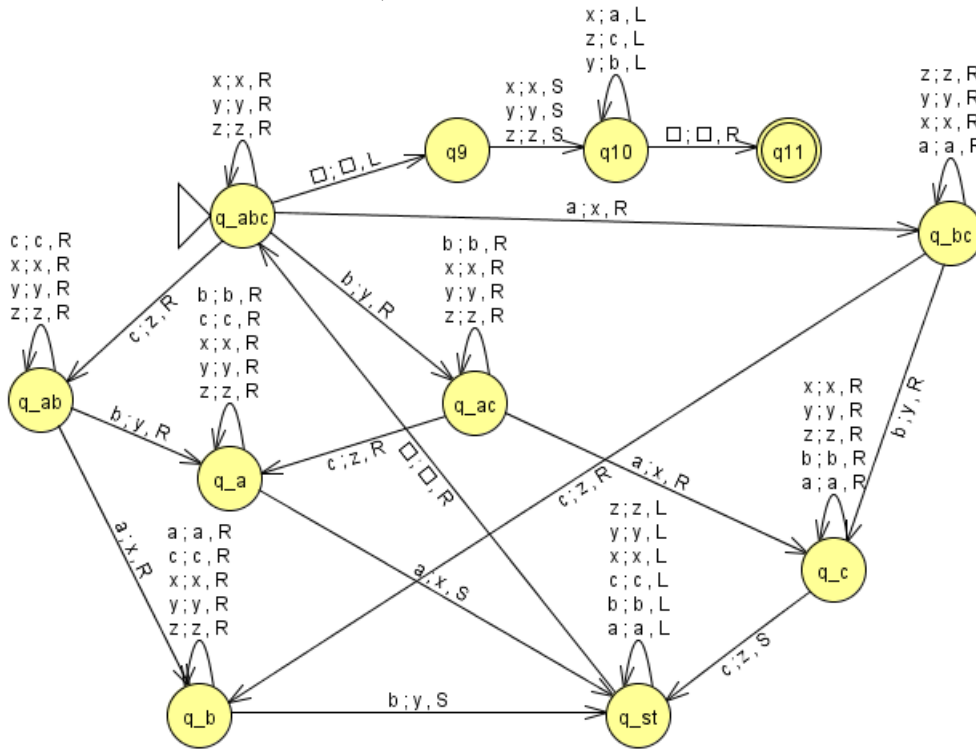 x ; a , L
z ; c , L
y ; b , L
x ; x , R
y ; y , R
z ; z , R
x ; x , S
y ; y , S
z ; z , S
z ; z , R
y ; y , R
x ; x , R
a ; a , R
□ ; □ , L
q9
q10
□ ; □ , R
q11
q_abc
a ; x , R
q_bc
c ; c , R
x ; x , R
y ; y , R
z ; z , R
c ; z , R
b ; b , R
c ; c , R
x ; x , R
y ; y , R
z ; z , R
b ; y , R
b ; b , R
x ; x , R
y ; y , R
z ; z , R
q_ab
b ; y , R
q_a
c ; z , R
q_ac
□ ; □ , R
a ; x , R
c ; z , R
x ; x , R
y ; y , R
z ; z , R
b ; b , R
a ; a , R
b ; y , R
q_c
a ; x , R
a ; a , R
c ; c , R
x ; x , R
y ; y , R
z ; z , R
a ; x , S
z ; z , L
y ; y , L
x ; x , L
c ; c , L
b ; b , L
a ; a , L
c ; z , S
q_b
b ; y , S
q_st